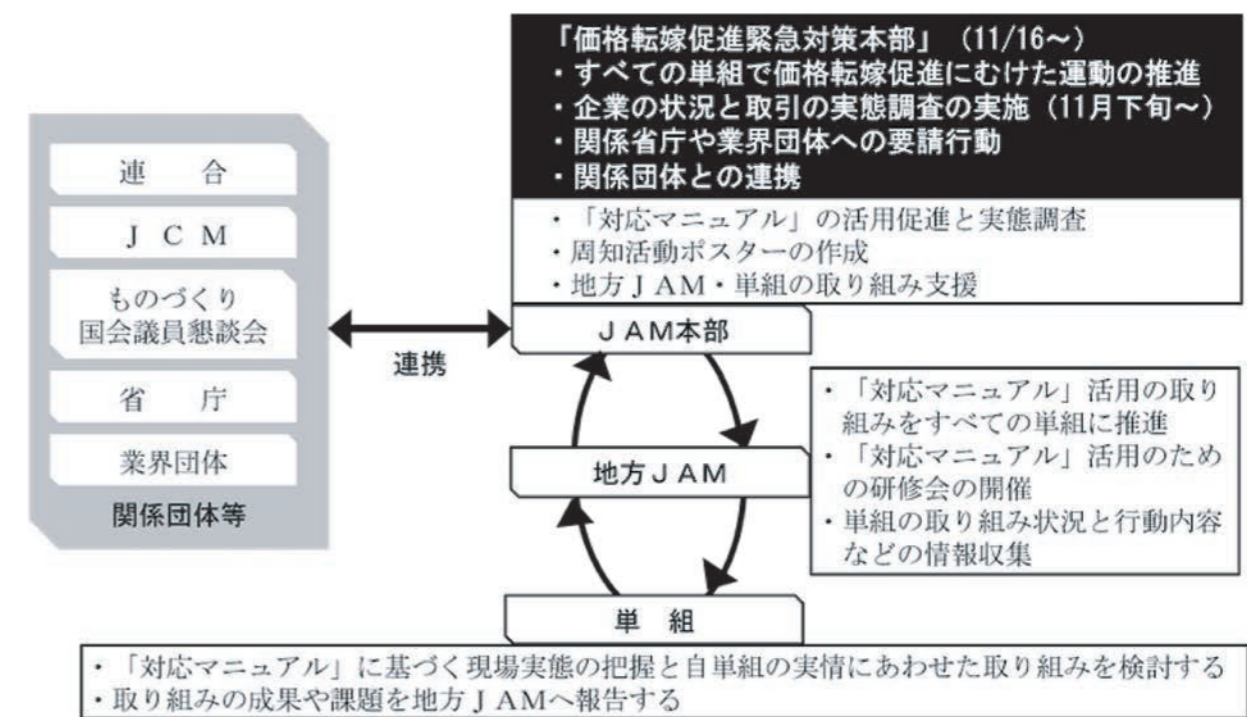 「価格転嫁促進緊急対策本部」（11/16～）
・すべての単組で価格転嫁促進にむけた運動の推進
・企業の状況と取引の実態調査の実施（11月下旬～）
・関係省庁や業界団体への要請行動
・関係団体との連携
・「対応マニュアル」の活用促進と実態調査
・周知活動ポスターの作成
・地方ＪＡＭ・単組の取り組み支援
連　合
ＪＣＭ
ものづくり
国会議員懇談会
省　庁
業界団体
関係団体等
連携
ＪＡＭ本部
地方ＪＡＭ
・「対応マニュアル」活用の取り
組みをすべての単組に推進
・「対応マニュアル」活用のため
の研修会の開催
・単組の取り組み状況と行動内容
などの情報収集
単　組
・「対応マニュアル」に基づく現場実態の把握と自単組の実情にあわせた取り組みを検討する
・取り組みの成果や課題を地方ＪＡＭへ報告する